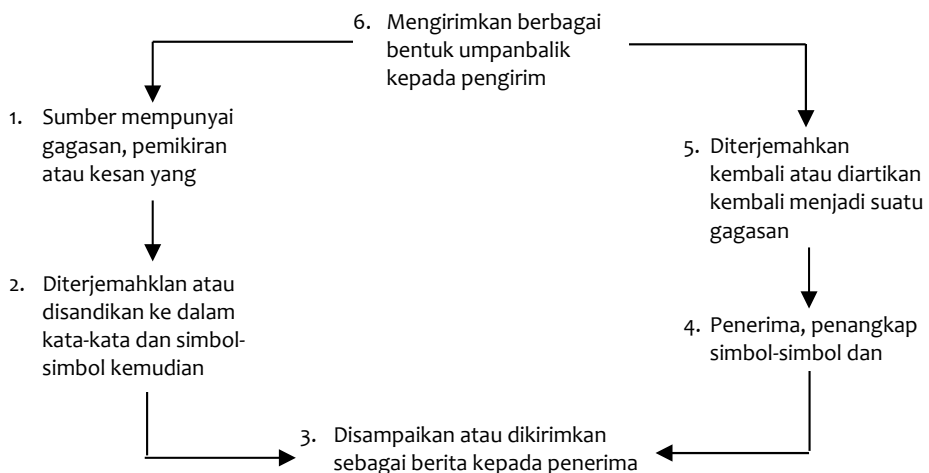 6. Mengirimkan berbagai
bentuk umpanbalik
kepada pengirim
1. Sumber mempunyai
gagasan, pemikiran
atau kesan yang
2. Diterjemahklan atau
disandikan ke dalam
kata-kata dan simbol-
simbol kemudian
3. Disampaikan atau dikirimkan
sebagai berita kepada penerima
4. Penerima, penangkap
simbol-simbol dan
5. Diterjemahkan
kembali atau diartikan
kembali menjadi suatu
gagasan